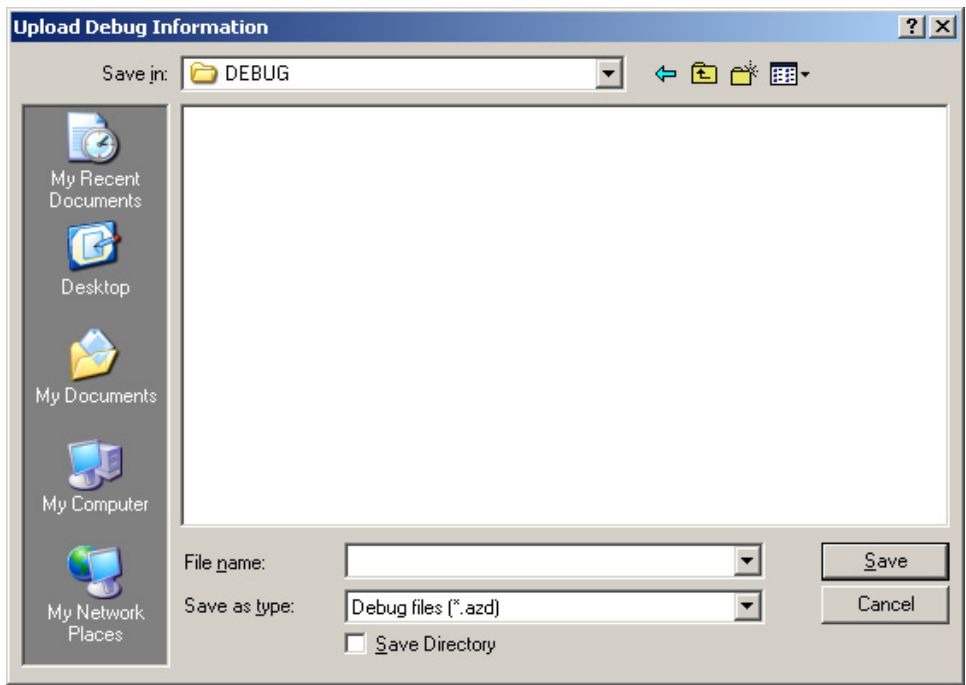 Upload Debug Information
Save in: DEBUG
My Recent
Documents
Desktop
My Documents
My Computer
My Network
Places
File name:
Save
Save as type: Debug files (*.azd)
Cancel
Save Directory